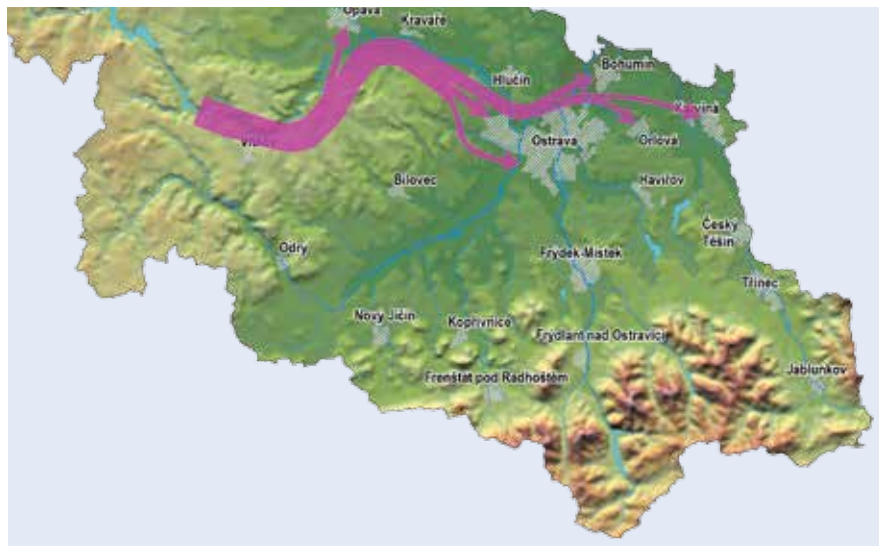 Opava
Kravaře
Hlučín
Bohumín
Karviná
Ostrava
Orlová
Bílovec
Havířov
Český
Těšín
Odry
Frýdek-Místek
Třinec
Nový Jičín
Kopřivnice
Frýdlant nad Ostravicí
Frenštát pod Radhoštěm
Jablunkov